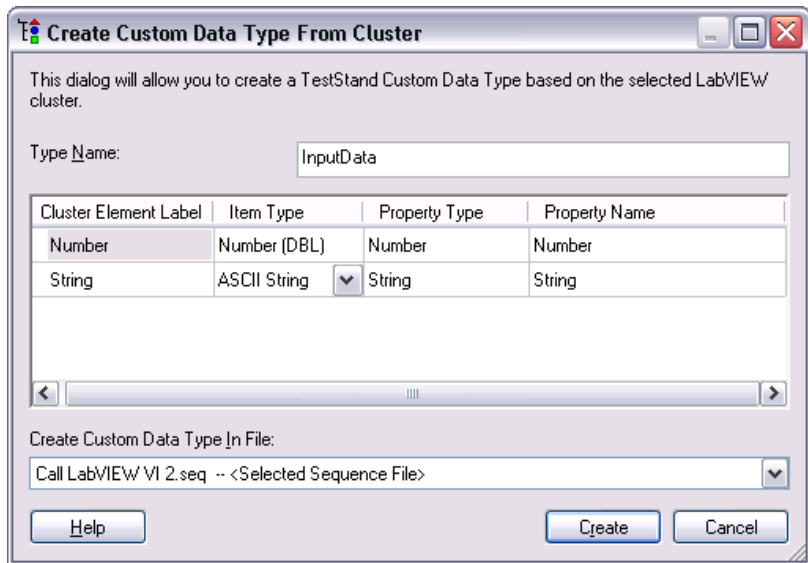 Create Custom Data Type From Cluster
This dialog will allow you to create a TestStand Custom Data Type based on the selected LabVIEW
cluster.
Type Name: InputData
Cluster Element Label Item Type Property Type Property Name
Number Number (DBL) Number Number
String ASCII String String String
Create Custom Data Type In File:
Call LabVIEW VI 2.seq -- <Selected Sequence File>
Help Create Cancel